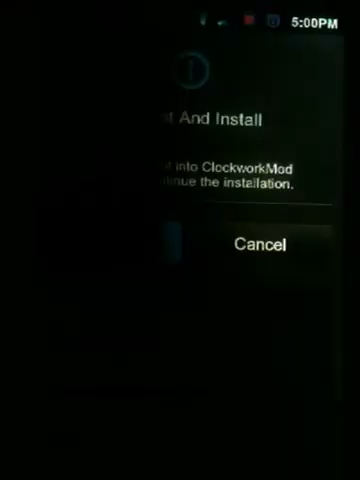 5:00PM
And Install
into ClockworkMod
the installation.
Cancel